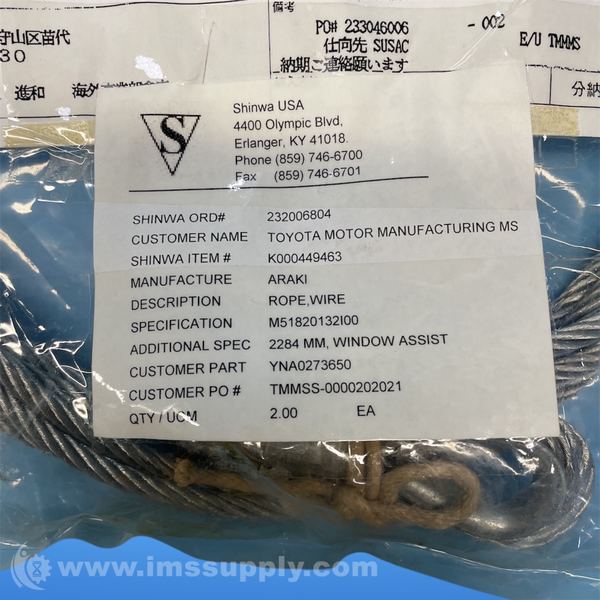 備考
守山区苗代
30
PO# 233046006 - 002
仕向先 SUSAC
E/U TMMMS
納期ご連絡願います
進和
分納
S
Shinwa USA
4400 Olympic Blvd,
Erlanger, KY 41018.
Phone (859) 746-6700
Fax (859) 746-6701
SHINWA ORD# 232006804
CUSTOMER NAME TOYOTA MOTOR MANUFACTURING MS
SHINWA ITEM # K000449463
MANUFACTURE ARAKI
DESCRIPTION ROPE,WIRE
SPECIFICATION M51820132I00
ADDITIONAL SPEC 2284 MM, WINDOW ASSIST
CUSTOMER PART YNA0273650
CUSTOMER PO # TMMSS-0000202021
QTY / UOM 2.00 EA
www.imssupply.com